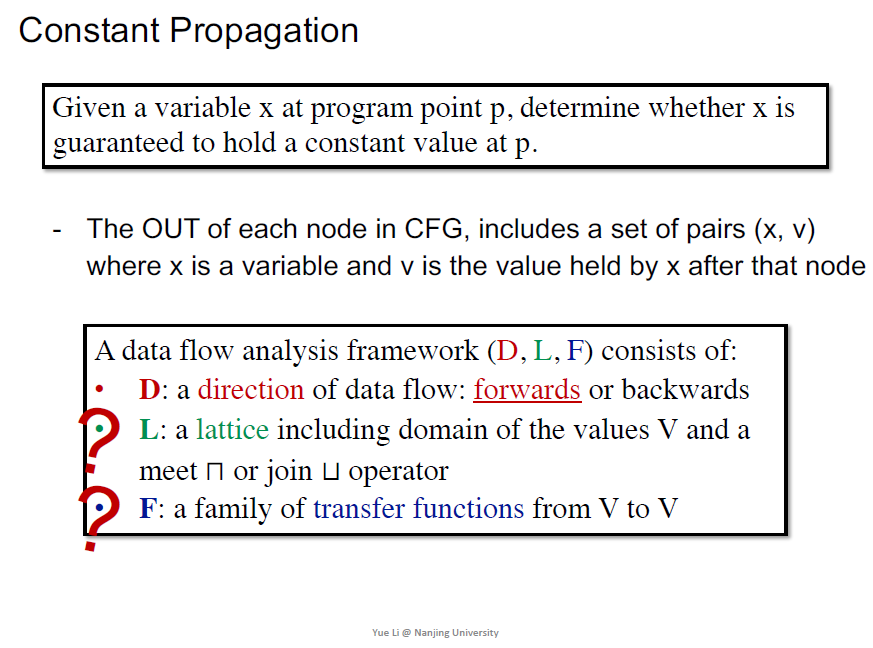 Constant Propagation
Given a variable x at program point p, determine whether x is
guaranteed to hold a constant value at p.
- The OUT of each node in CFG, includes a set of pairs (x, v)
where x is a variable and v is the value held by x after that node
A data flow analysis framework (D, L, F) consists of:
• D: a direction of data flow: forwards or backwards
? • L: a lattice including domain of the values V and a
meet ⊓ or join ⊔ operator
? • F: a family of transfer functions from V to V
Yue Li @ Nanjing University